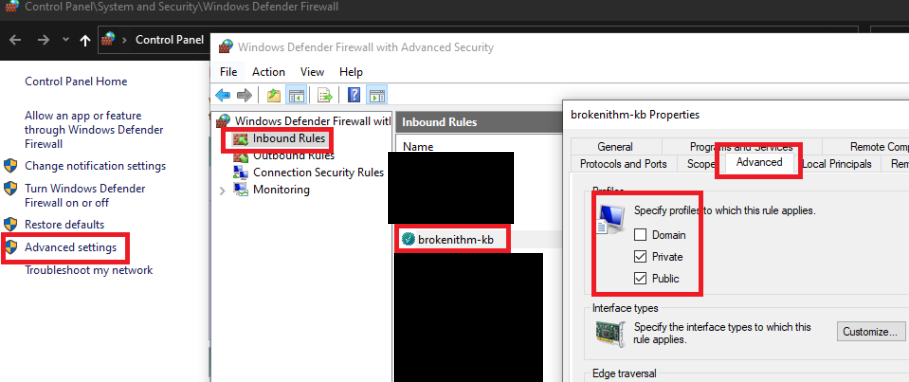 Control Panel\System and Security\Windows Defender Firewall
Control Panel
Control Panel Home
Allow an app or feature
through Windows Defender
Firewall
Change notification settings
Turn Windows Defender
Firewall on or off
Restore defaults
Advanced settings
Troubleshoot my network
Windows Defender Firewall with Advanced Security
File Action View Help
Windows Defender Firewall wit
Inbound Rules
Outbound Rules
Connection Security Rules
Monitoring
Inbound Rules
Name
brokenithm-kb
brokenithm-kb Properties
General Programs and Services Remote Comp
Protocols and Ports Scope Advanced Local Principals Rem
Profiles
Specify profiles to which this rule applies.
Domain
Private
Public
Interface types
Specify the interface types to which this
rule applies.
Customize...
Edge traversal